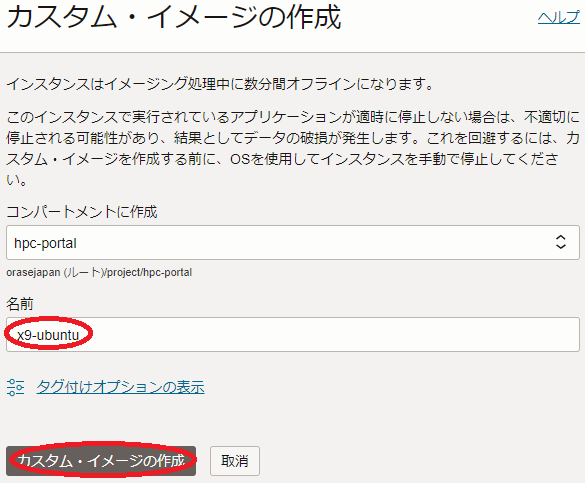 カスタム・イメージの作成
ヘルプ
インスタンスはイメージング処理中に数分間オフラインになります。
このインスタンスで実行されているアプリケーションが適時に停止しない場合は、不適切に
停止される可能性があり、結果としてデータの破損が発生します。これを回避するには、カ
スタム・イメージを作成する前に、OSを使用してインスタンスを手動で停止してくださ
い。
コンパートメントに作成
hpc-portal
orasejapan (ルート)/project/hpc-portal
名前
x9-ubuntu
タグ付けオプションの表示
カスタム・イメージの作成
取消